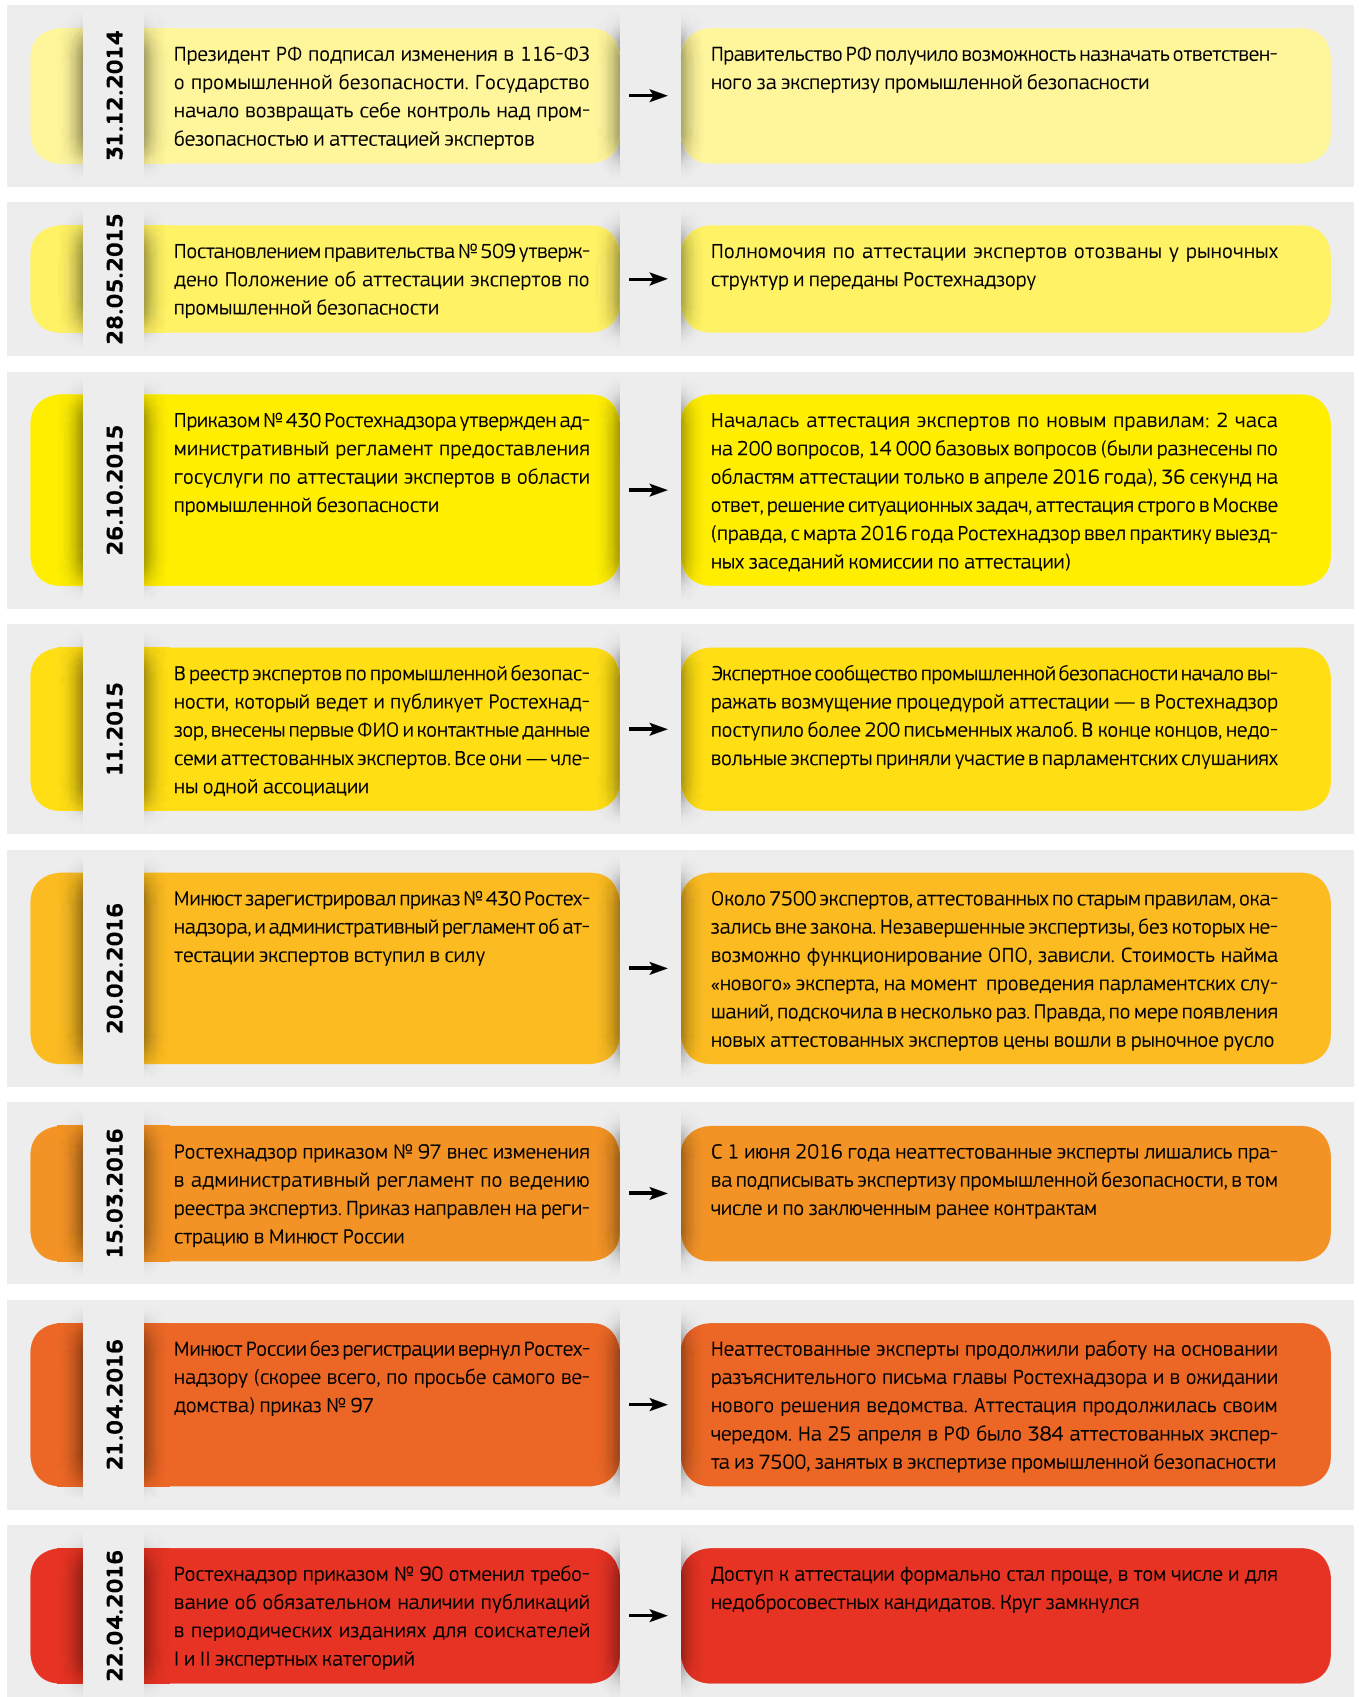 31.12.2014
Президент РФ подписал изменения в 116-ФЗ
о промышленной безопасности. Государство
начало возвращать себе контроль над пром-
безопасностью и аттестацией экспертов
Правительство РФ получило возможность назначать ответствен-
ного за экспертизу промышленной безопасности
28.05.2015
Постановлением правительства № 509 утверж-
дено Положение об аттестации экспертов по
промышленной безопасности
Полномочия по аттестации экспертов отозваны у рыночных
структур и переданы Ростехнадзору
26.10.2015
Приказом № 430 Ростехнадзора утвержден ад-
министративный регламент предоставления
госуслуги по аттестации экспертов в области
промышленной безопасности
Началась аттестация экспертов по новым правилам: 2 часа
на 200 вопросов, 14 000 базовых вопросов (были разнесены по
областям аттестации только в апреле 2016 года), 36 секунд на
ответ, решение ситуационных задач, аттестация строго в Москве
(правда, с марта 2016 года Ростехнадзор ввел практику выезд-
ных заседаний комиссии по аттестации)
11.2015
В реестр экспертов по промышленной безопас-
ности, который ведет и публикует Ростехнад-
зор, внесены первые ФИО и контактные данные
семи аттестованных экспертов. Все они — чле-
ны одной ассоциации
Экспертное сообщество промышленной безопасности начало вы-
ражать возмущение процедурой аттестации — в Ростехнадзор
поступило более 200 письменных жалоб. В конце концов, недо-
вольные эксперты приняли участие в парламентских слушаниях
20.02.2016
Минюст зарегистрировал приказ № 430 Ростех-
надзора, и административный регламент об ат-
тестации экспертов вступил в силу
Около 7500 экспертов, аттестованных по старым правилам, ока-
зались вне закона. Незавершенные экспертизы, без которых не-
возможно функционирование ОПО, зависли. Стоимость найма
«нового» эксперта, на момент проведения парламентских слу-
шаний, подскочила в несколько раз. Правда, по мере появления
новых аттестованных экспертов цены вошли в рыночное русло
15.03.2016
Ростехнадзор приказом № 97 внес изменения
в административный регламент по ведению
реестра экспертиз. Приказ направлен на реги-
страцию в Минюст России
С 1 июня 2016 года неаттестованные эксперты лишались пра-
ва подписывать экспертизу промышленной безопасности, в том
числе и по заключенным ранее контрактам
21.04.2016
Минюст России без регистрации вернул Ростех-
надзору (скорее всего, по просьбе самого ве-
домства) приказ № 97
Неаттестованные эксперты продолжили работу на основании
разъяснительного письма главы Ростехнадзора и в ожидании
нового решения ведомства. Аттестация продолжилась своим
чередом. На 25 апреля в РФ было 384 аттестованных экспер-
та из 7500, занятых в экспертизе промышленной безопасности
22.04.2016
Ростехнадзор приказом № 90 отменил требо-
вание об обязательном наличии публикаций
в периодических изданиях для соискателей
I и II экспертных категорий
Доступ к аттестации формально стал проще, в том числе и для
недобросовестных кандидатов. Круг замкнулся